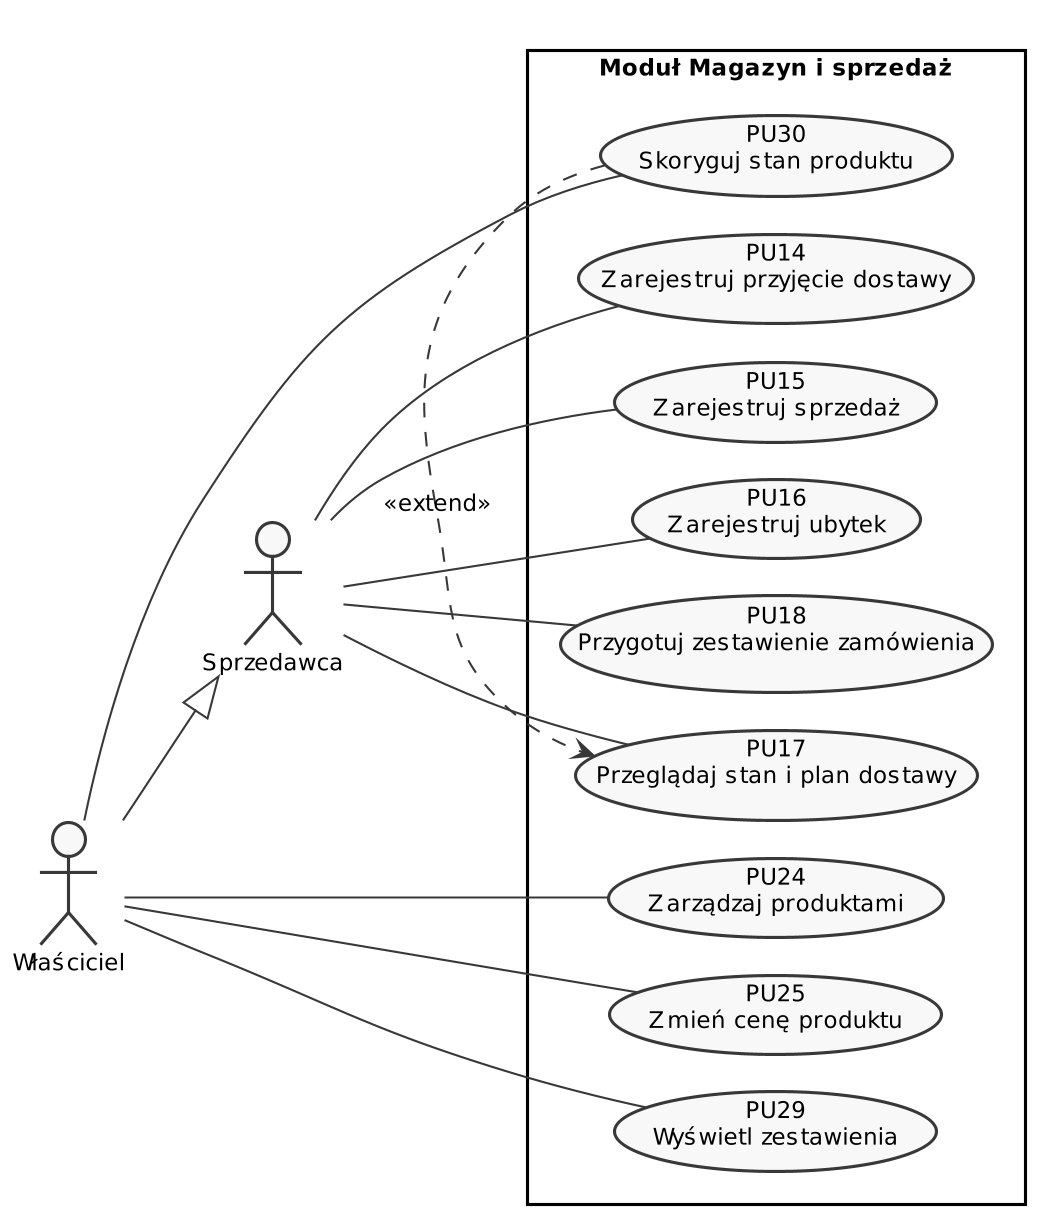 Moduł Magazyn i sprzedaż
PU30
Skoryguj stan produktu
PU14
Zarejestruj przyjęcie dostawy
PU15
Zarejestruj sprzedaż
«extend»
PU16
Zarejestruj ubytek
PU18
Przygotuj zestawienie zamówienia
Sprzedawca
PU17
Przeglądaj stan i plan dostawy
PU24
Zarządzaj produktami
Właściciel
PU25
Zmień cenę produktu
PU29
Wyświetl zestawienia